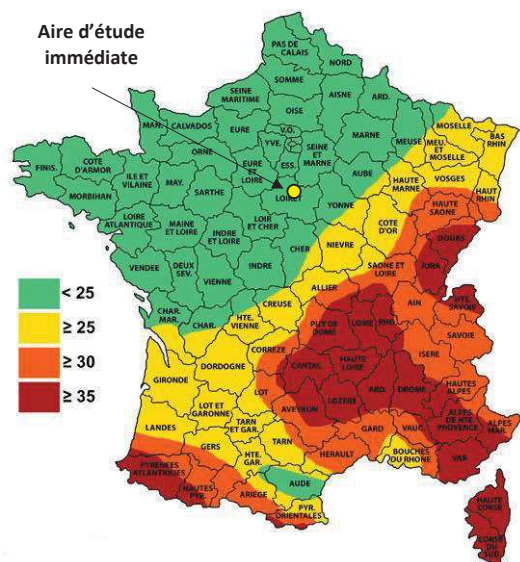 Aire d’étude
immédiate
PAS DE
CALAIS
NORD
SOMME
SEINE
MARITIME
AISNE
ARD.
OISE
MAN.
CALVADOS
EURE
V.O.
YVE.
ESS.
SEINE
ET
MARNE
MARNE
MEUSE
MOSELLE
MEU.
ET
MOSELLE
BAS
RHIN
ORNE
EURE
ET
LOIRE
AUBE
HAUTE
MARNE
VOSGES
HAUT
RHIN
FINIS.
COTE
D'ARMOR
MORBIHAN
ILE ET
VILAINE
MAY.
SARTHE
LOIRET
YONNE
LOIRE
ATLANTIQUE
MAINE
ET LOIRE
INDRE
ET LOIRE
LOIR
ET CHER
CHER
NIEVRE
COTE
D'OR
HAUTE
SAONE
DOUBS
JURA
VENDEE
DEUX
SEV.
VIENNE
INDRE
ALLIER
SAONE ET
LOIRE
< 25
≥ 25
≥ 30
≥ 35
CHAR.
MAR.
CHAR.
HTE.
VIENNE
CREUSE
PUY DE
DOME
LOIRE
RHO.
AIN
HTE.
SAVOIE
SAVOIE
CORREZE
DORDOGNE
GIRONDE
CANTAL
HAUTE
LOIRE
ISERE
LOT
LOT ET
GARONNE
AVEYRON
LOZERE
ARD.
DROME
HAUTES
ALPES
LANDES
TARN
ET GAR.
TARN
GARD
VAUC.
ALPES
DE HTE.
PROVENCE
ALPES
MAR.
GERS
HTE.
GAR.
HERAULT
BOUCHES
DU RHONE
VAR
PYRENEES
ATLANTIQUES
HAUTES
PYR.
ARIEGE
AUDE
PYR.
ORIENTALES
HAUTE
CORSE
CORSE
DU
SUD